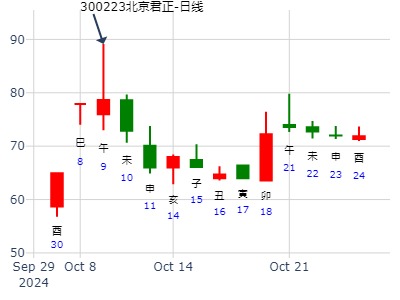 300223北京君正-日线
90
80
70
60
50
酉
30
巳
8
午
9
未
10
申
11
亥
14
子
15
丑
16
寅
17
卯
18
午
21
未
22
申
23
酉
24
Sep 29
2024
Oct 8
Oct 14
Oct 21